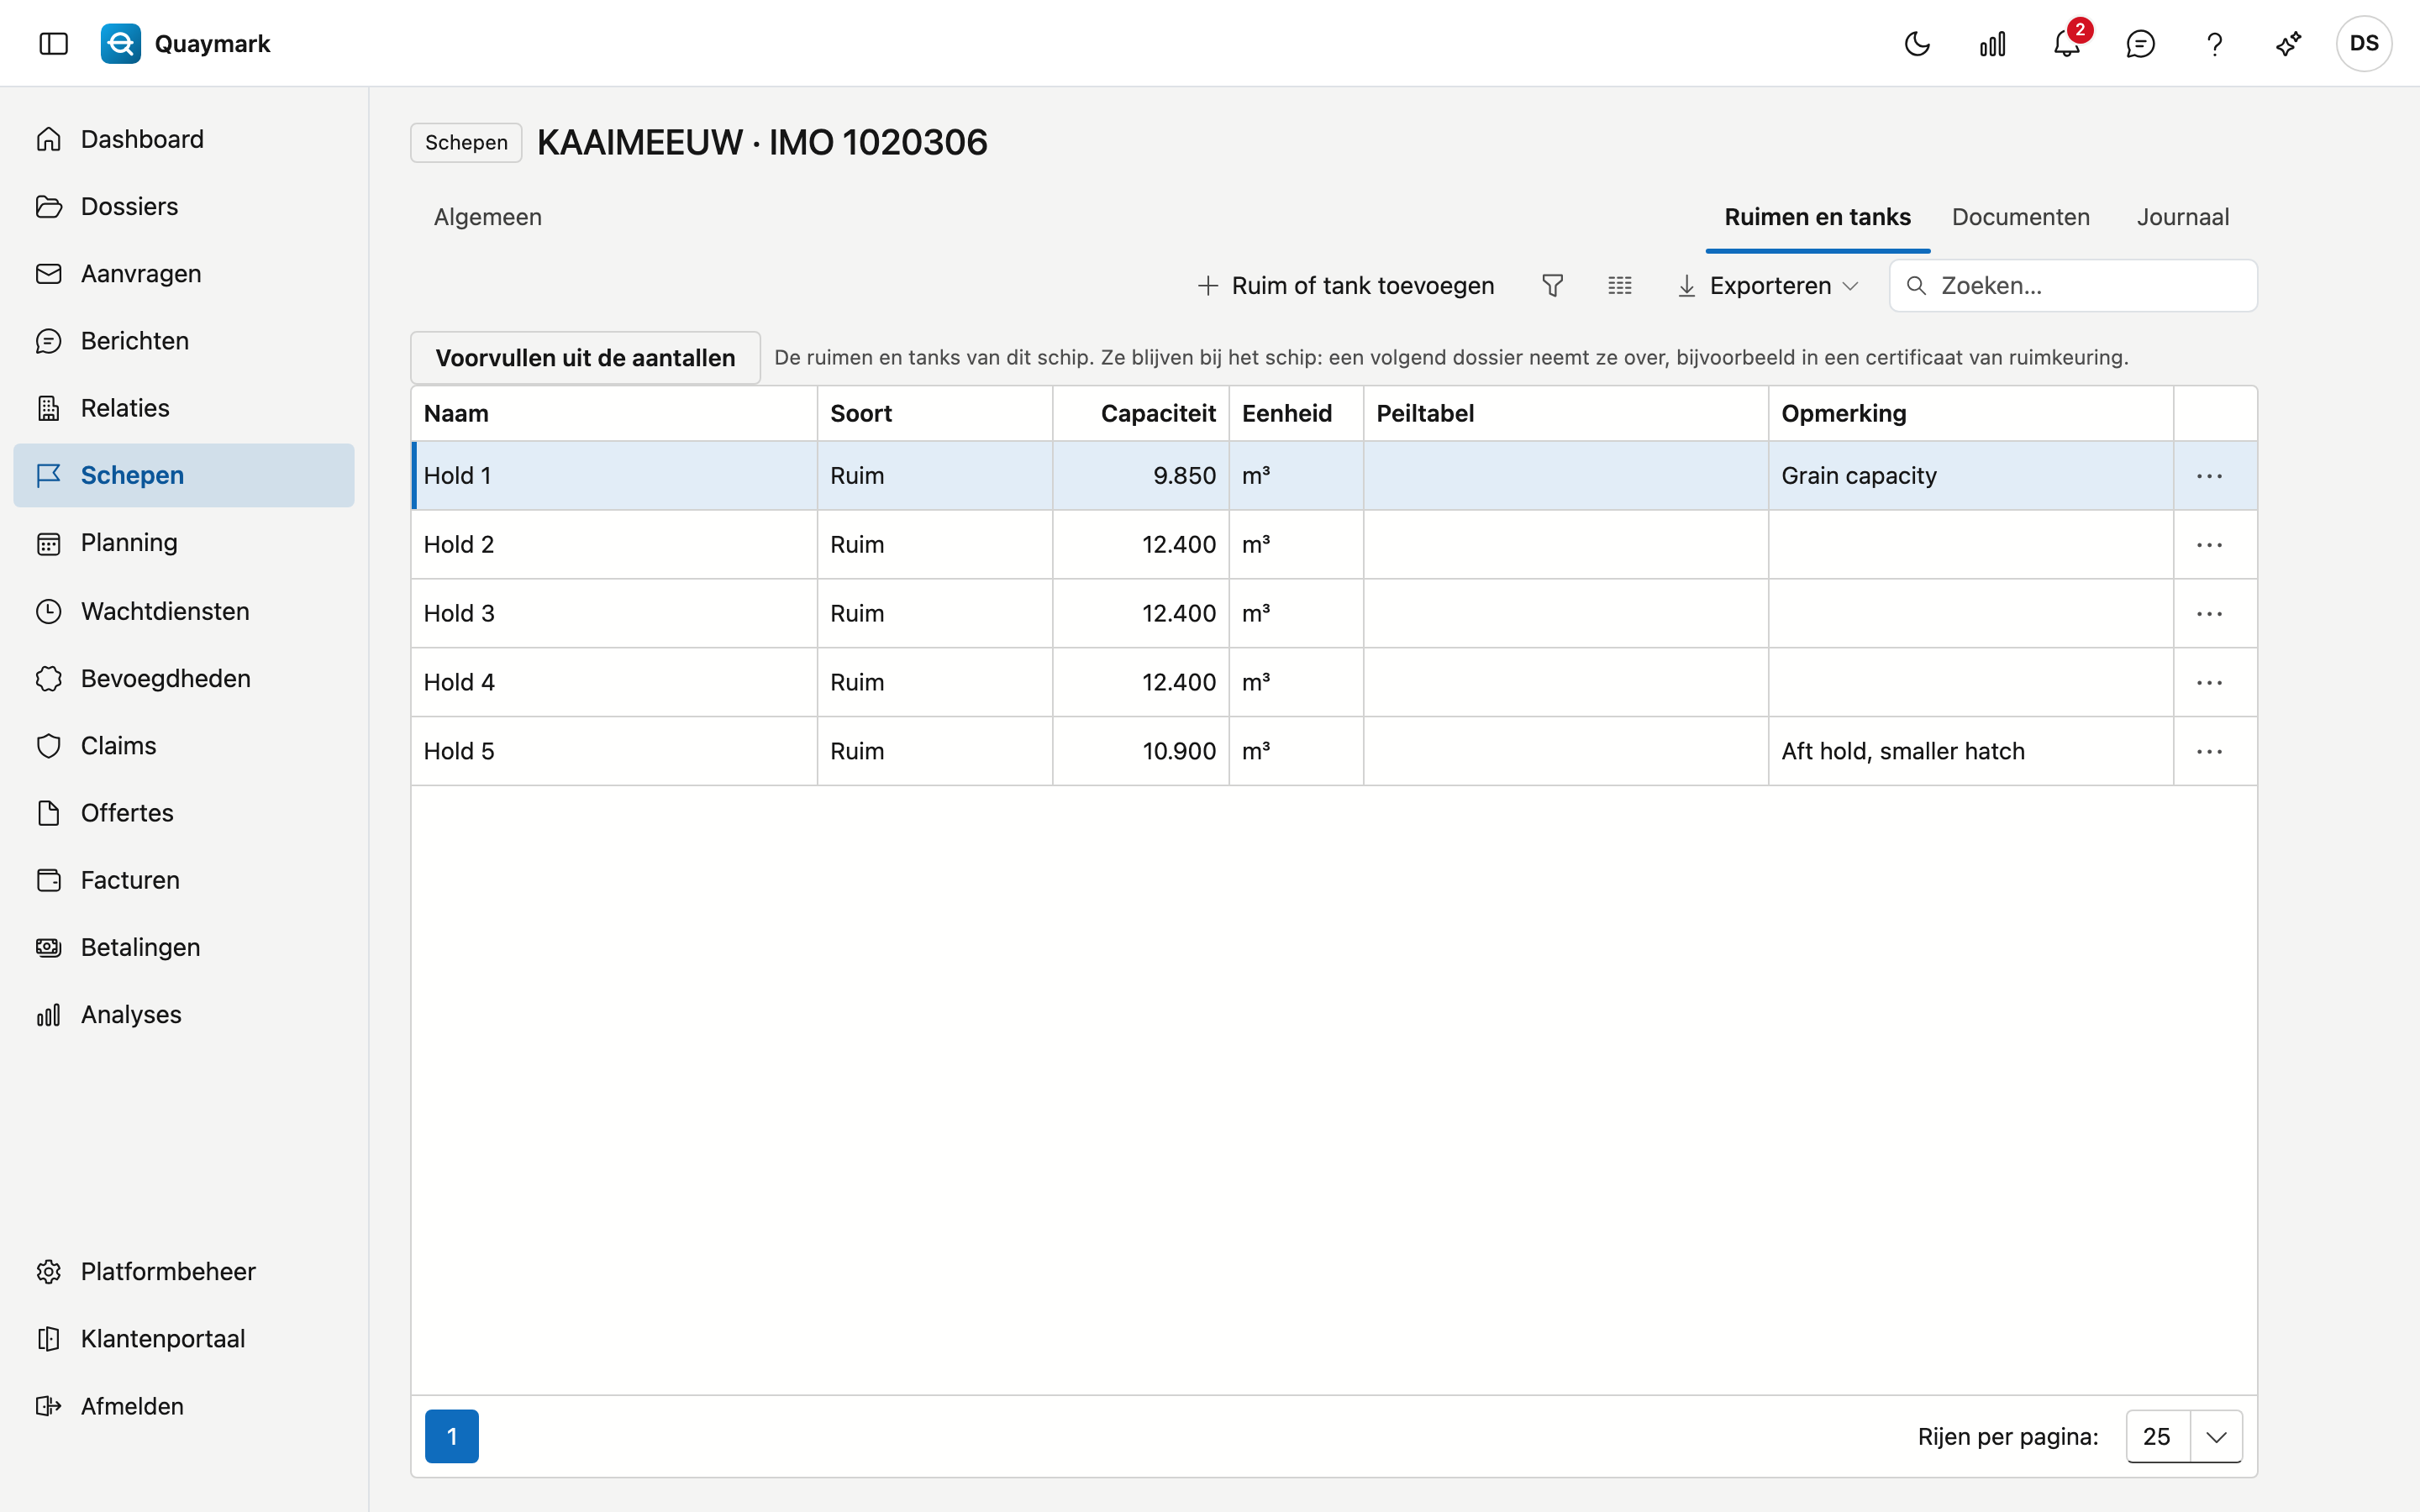 Quaymark
2
DS
Dashboard
Dossiers
Aanvragen
Berichten
Relaties
Schepen
Planning
Wachtdiensten
Bevoegdheden
Claims
Offertes
Facturen
Betalingen
Analyses
Platformbeheer
Klantenportaal
Afmelden
Schepen KAAIMEEUW · IMO 1020306
Algemeen Ruimen en tanks Documenten Journaal
Ruim of tank toevoegen Exporteren Zoeken...
Voorvullen uit de aantallen De ruimen en tanks van dit schip. Ze blijven bij het schip: een volgend dossier neemt ze over, bijvoorbeeld in een certificaat van ruimkeuring.
Naam Soort Capaciteit Eenheid Peiltabel Opmerking
Hold 1 Ruim 9.850 m³ Grain capacity ...
Hold 2 Ruim 12.400 m³ ...
Hold 3 Ruim 12.400 m³ ...
Hold 4 Ruim 12.400 m³ ...
Hold 5 Ruim 10.900 m³ Aft hold, smaller hatch ...
1 Rijen per pagina: 25